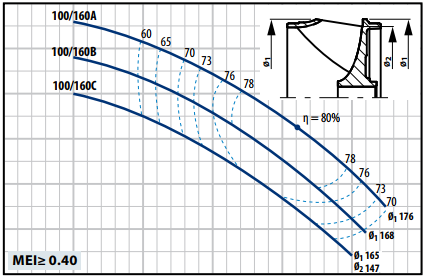 100/160A
100/160B
100/160C
60
65
70
73
76
78
Ø1
Ø2
Ø1
η = 80%
78
76
73
70
Ø1 176
Ø1 168
Ø1 165
Ø2 147
MEI≥ 0.40